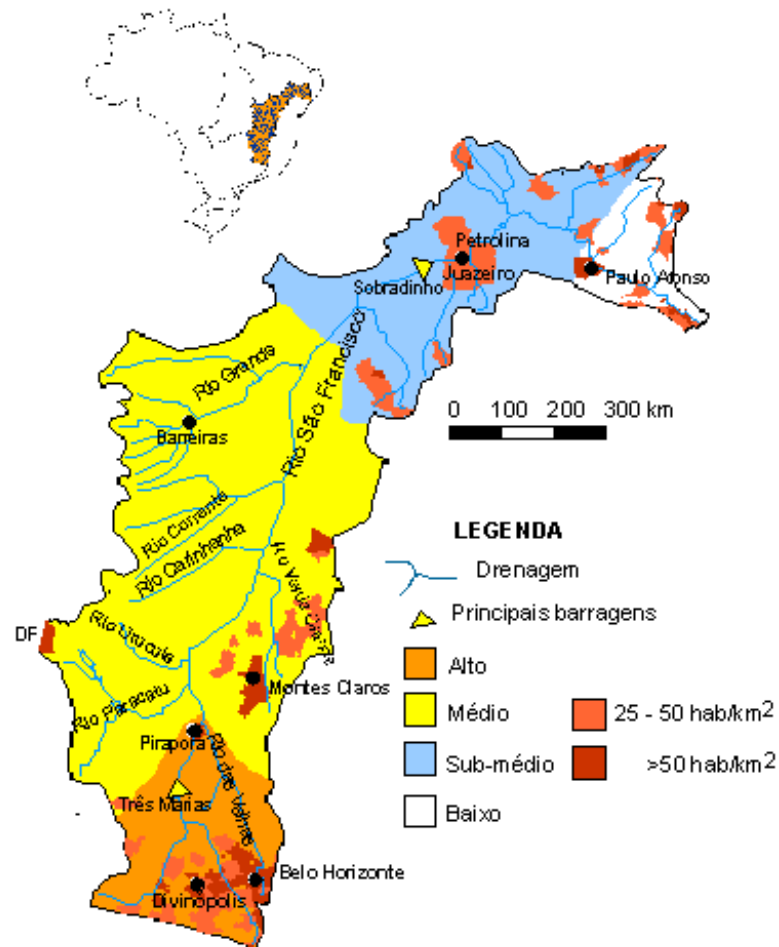 Petrolina
Juazeiro
Sobradinho
Paulo Afonso
Rio Grande
Rio São Francisco
Barreiras
0 100 200 300 km
Rio Corrente
Rio Carinhanha
LEGENDA
Drenagem
Principais barragens
DF
Rio Urucuia
Alto
Montes Claros
Rio Paracatu
Médio
25 - 50 hab/km²
Pirapora
Rio das Velhas
Sub-médio
>50 hab/km²
Três Marias
Baixo
Belo Horizonte
Divinópolis